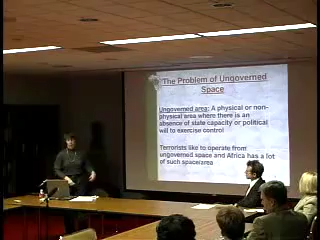 The Problem of Ungoverned
Space
Ungoverned area: A physical or non-
physical area where there is an
absence of state capacity or political
will to exercise control
Terrorists like to operate from
ungoverned space and Africa has a lot
of such space/area